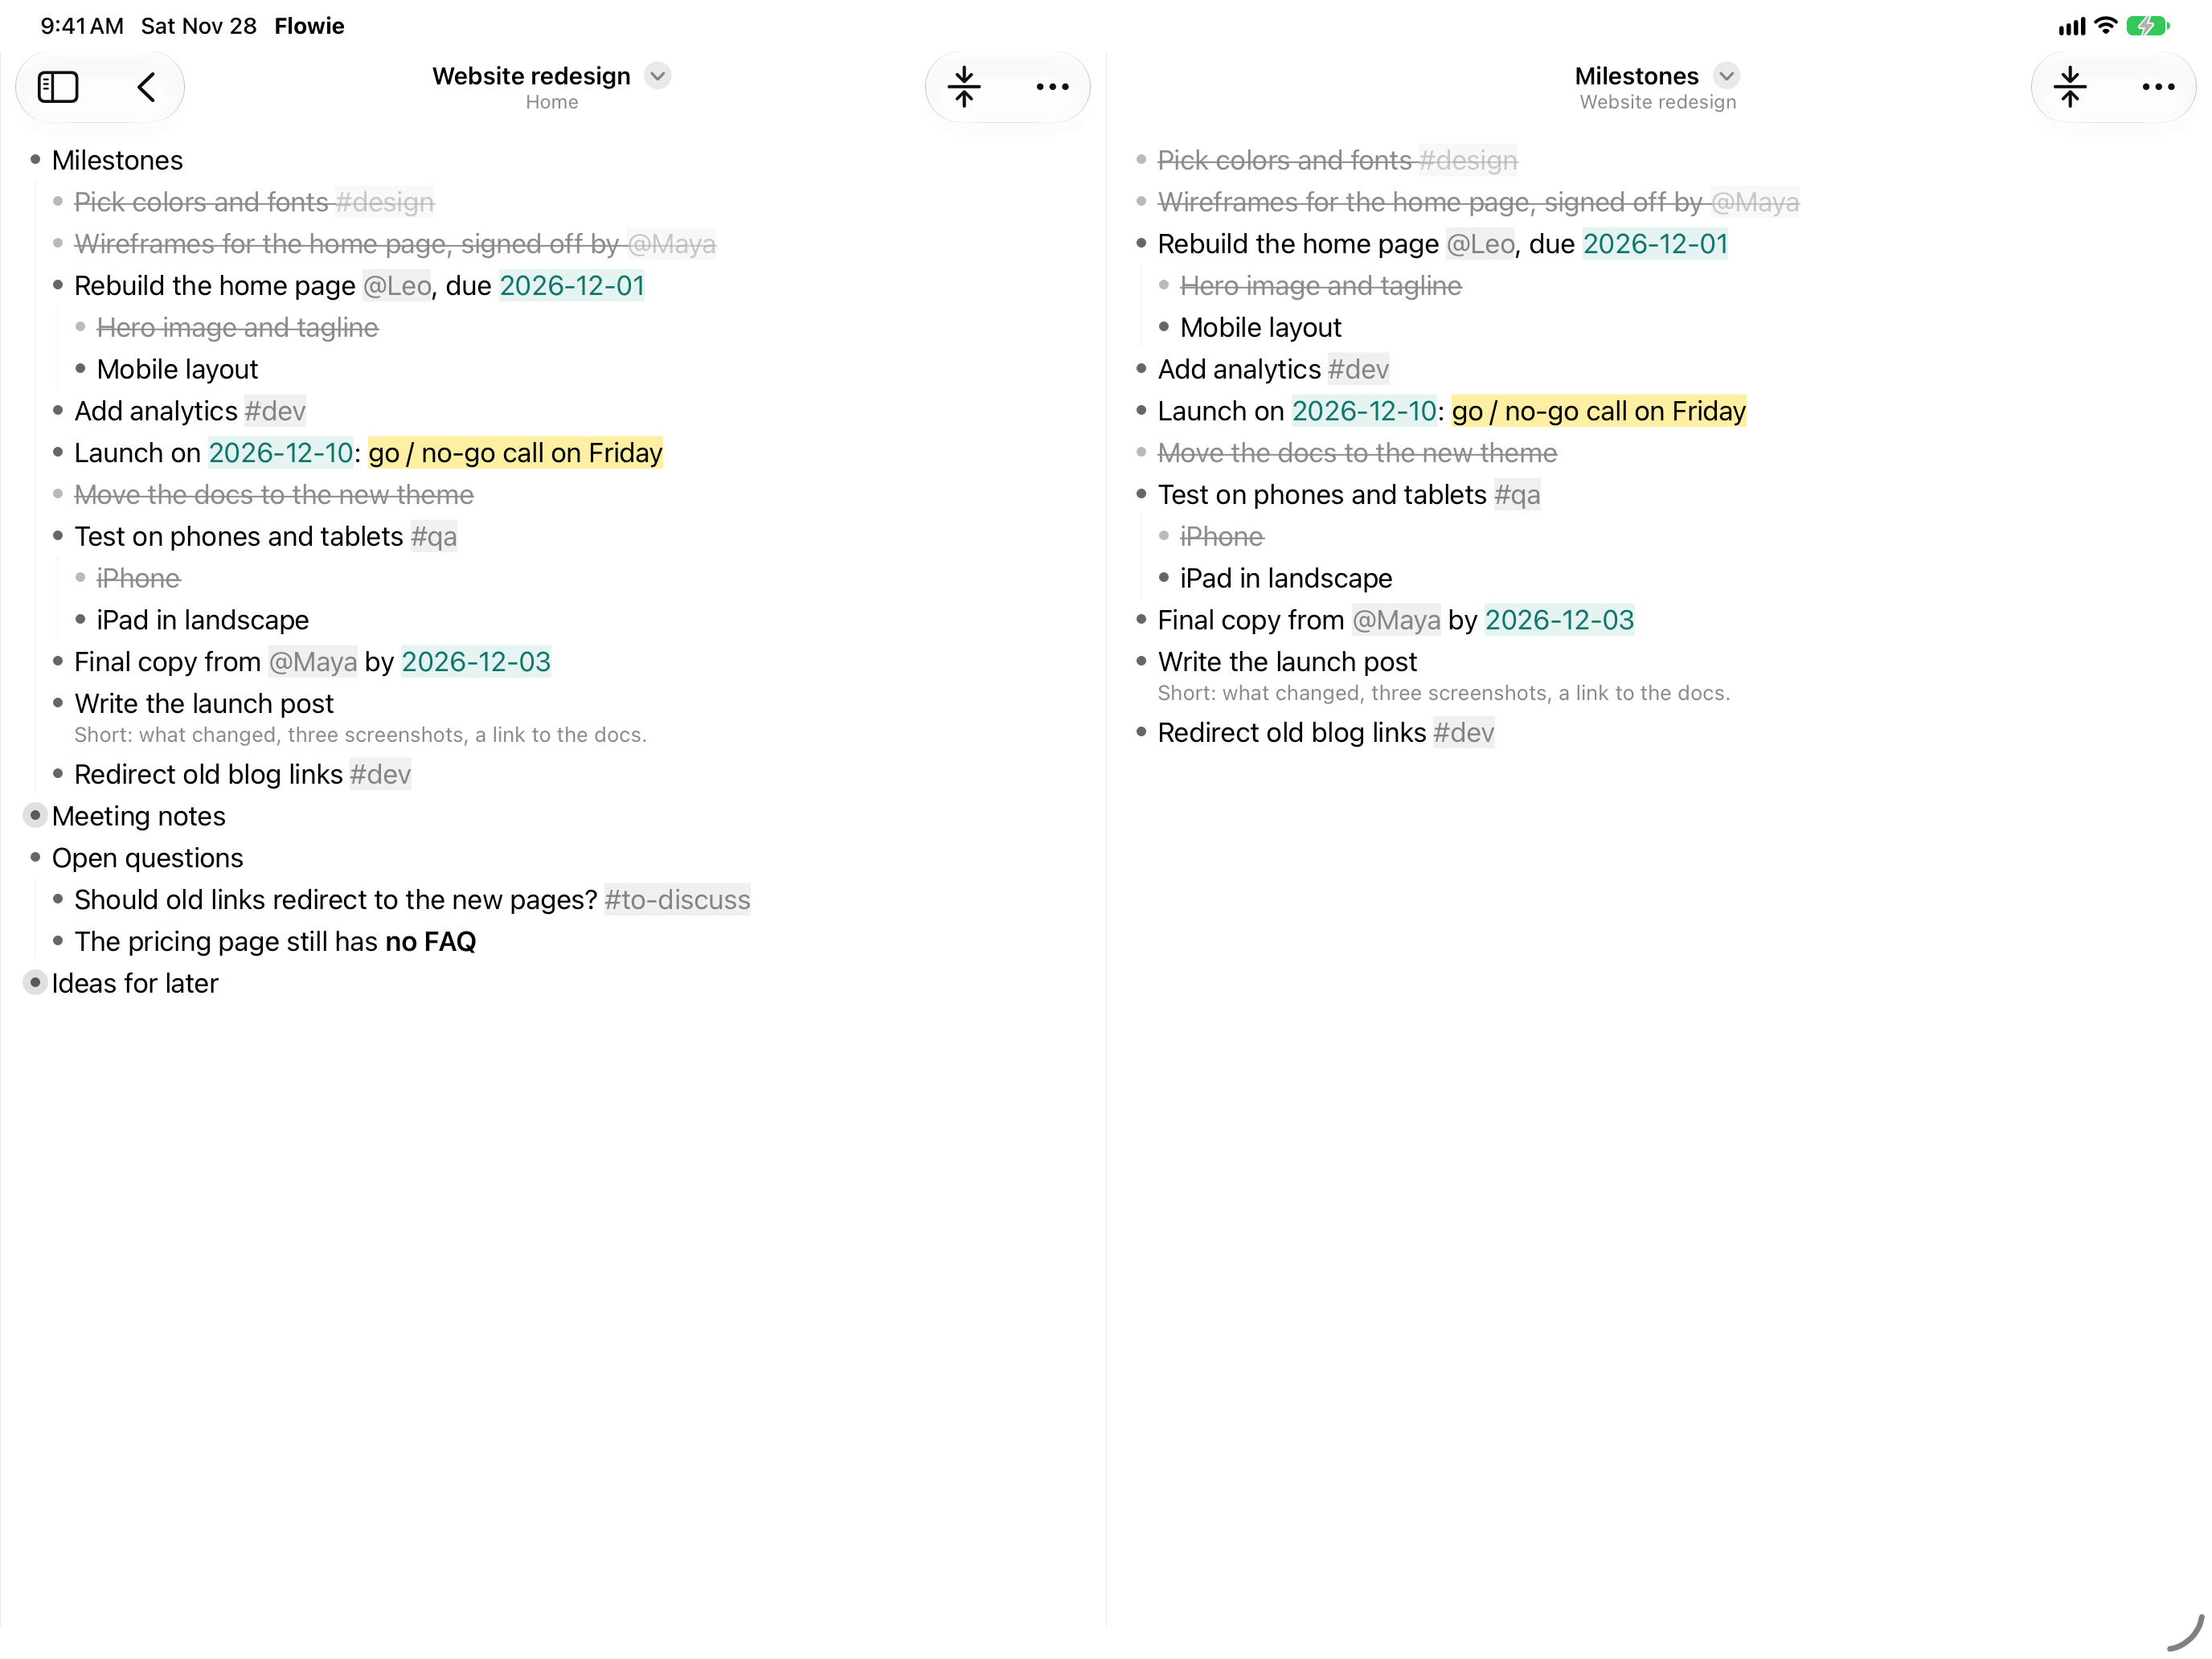 9:41 AM Sat Nov 28 Flowie
Website redesign
Home
Milestones
Pick colors and fonts #design
Wireframes for the home page, signed off by @Maya
Rebuild the home page @Leo, due 2026-12-01
Hero image and tagline
Mobile layout
Add analytics #dev
Launch on 2026-12-10: go / no-go call on Friday
Move the docs to the new theme
Test on phones and tablets #qa
iPhone
iPad in landscape
Final copy from @Maya by 2026-12-03
Write the launch post
Short: what changed, three screenshots, a link to the docs.
Redirect old blog links #dev
Meeting notes
Open questions
Should old links redirect to the new pages? #to-discuss
The pricing page still has no FAQ
Ideas for later
Milestones
Website redesign
Pick colors and fonts #design
Wireframes for the home page, signed off by @Maya
Rebuild the home page @Leo, due 2026-12-01
Hero image and tagline
Mobile layout
Add analytics #dev
Launch on 2026-12-10: go / no-go call on Friday
Move the docs to the new theme
Test on phones and tablets #qa
iPhone
iPad in landscape
Final copy from @Maya by 2026-12-03
Write the launch post
Short: what changed, three screenshots, a link to the docs.
Redirect old blog links #dev